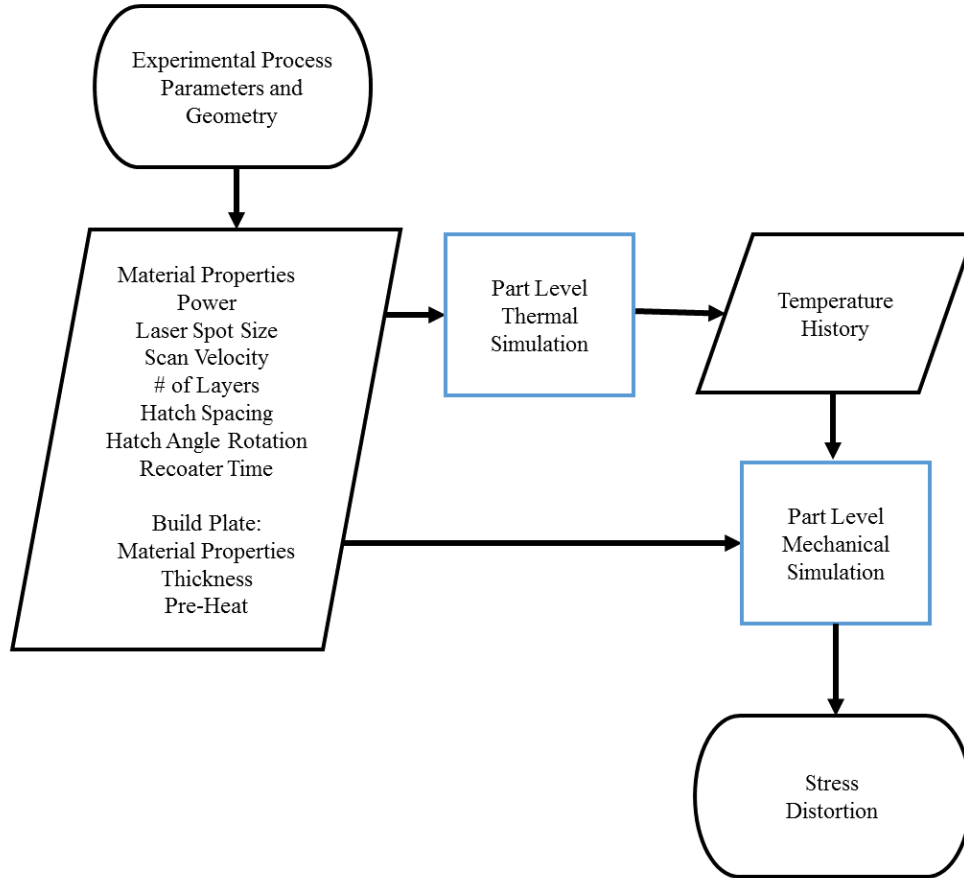 Experimental Process
Parameters and
Geometry
Material Properties
Power
Laser Spot Size
Scan Velocity
# of Layers
Hatch Spacing
Hatch Angle Rotation
Recoater Time
Build Plate:
Material Properties
Thickness
Pre-Heat
Part Level
Thermal
Simulation
Temperature
History
Part Level
Mechanical
Simulation
Stress
Distortion